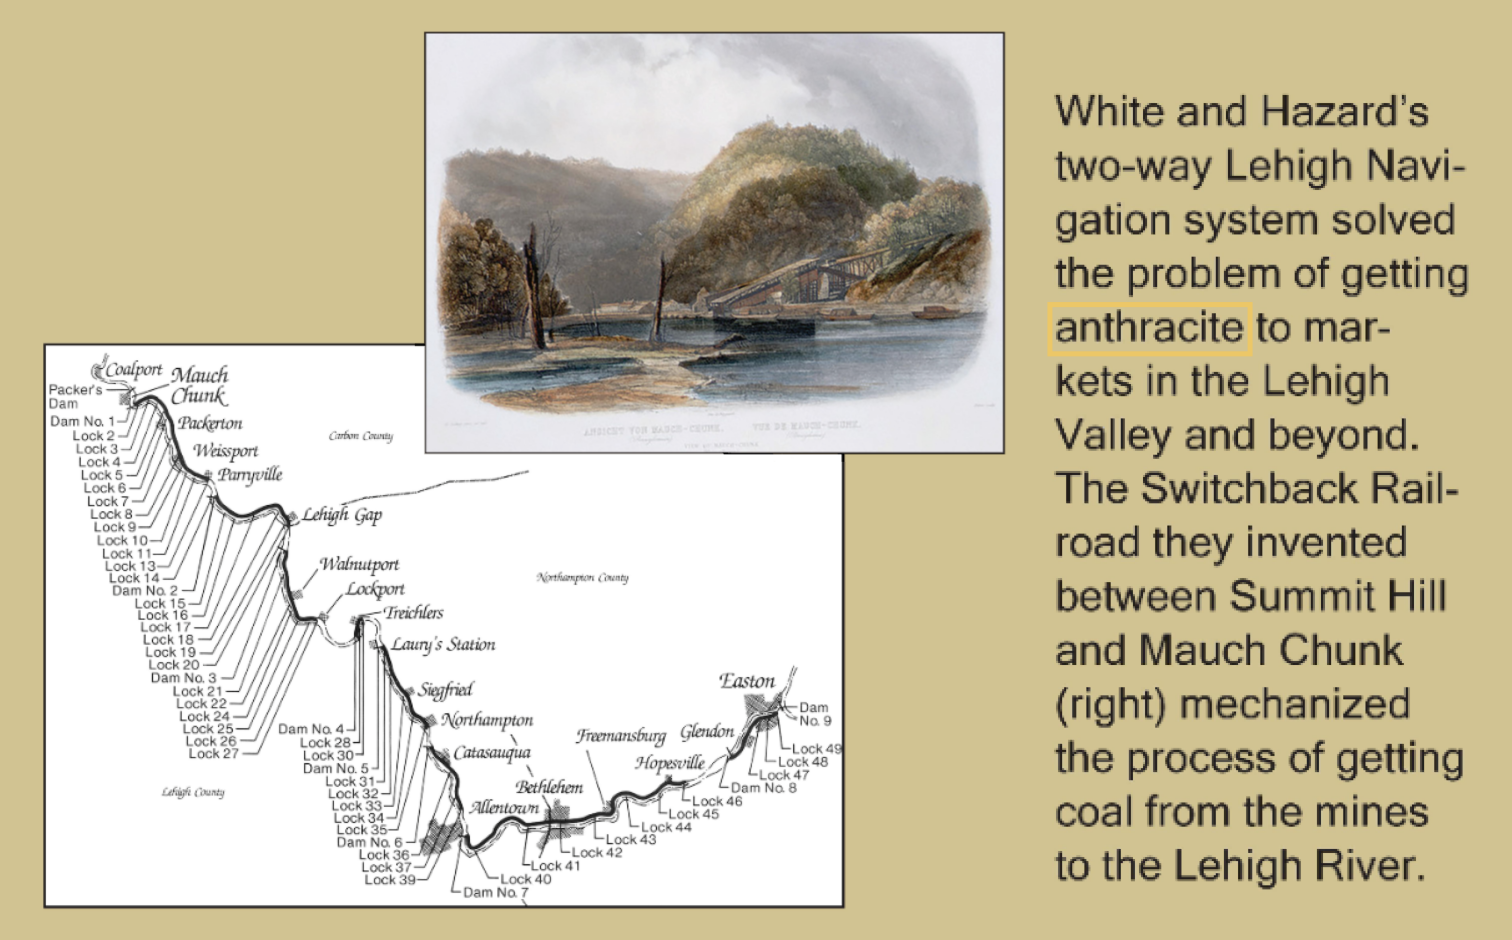 White and Hazard's
two-way Lehigh Navi-
gation system solved
the problem of getting
anthracite to mar-
kets in the Lehigh
Valley and beyond.
The Switchback Rail-
road they invented
between Summit Hill
and Mauch Chunk
(right) mechanized
the process of getting
coal from the mines
to the Lehigh River.
ANSICHT VON MAUCH-CHUNK.
VUE DE MAUCH-CHUNK.
Coalport
Mauch
Chunk
Packer's
Dam
Dam No. 1
Lock 2
Lock 3
Lock 4
Lock 5
Lock 6
Lock 7
Lock 8
Lock 9
Lock 10
Lock 11
Lock 13
Lock 14
Dam No. 2
Lock 15
Lock 16
Lock 17
Lock 18
Lock 19
Lock 20
Dam No. 3
Lock 21
Lock 22
Lock 24
Lock 25
Lock 26
Lock 27
Packerton
Weissport
Parryville
Carbon County
Lehigh Gap
Walnutport
Lockport
Treichlers
Laury's Station
Northampton County
Siegfried
Northampton
Catasauqua
Lehigh County
Dam No. 4
Lock 28
Lock 30
Dam No. 5
Lock 31
Lock 32
Lock 33
Lock 34
Lock 35
Dam No. 6
Lock 36
Lock 37
Lock 39
Allentown
Bethlehem
Freemansburg
Hopesville
Glendon
Easton
Dam No. 7
Lock 40
Lock 41
Lock 42
Lock 43
Lock 44
Lock 45
Lock 46
Dam No. 8
Lock 47
Lock 48
Lock 49
Dam
No. 9